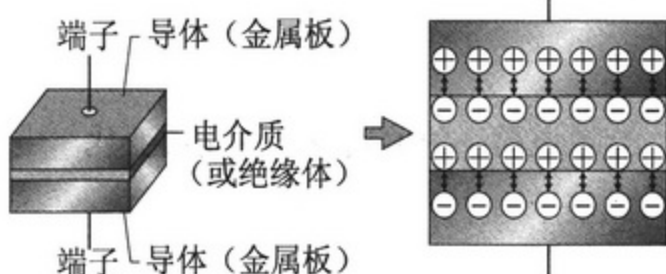 端子
导体（金属板）
电介质
（或绝缘体）
端子
导体（金属板）
+ + + + + + +
− − − − − − −
+ + + + + + +
− − − − − − −